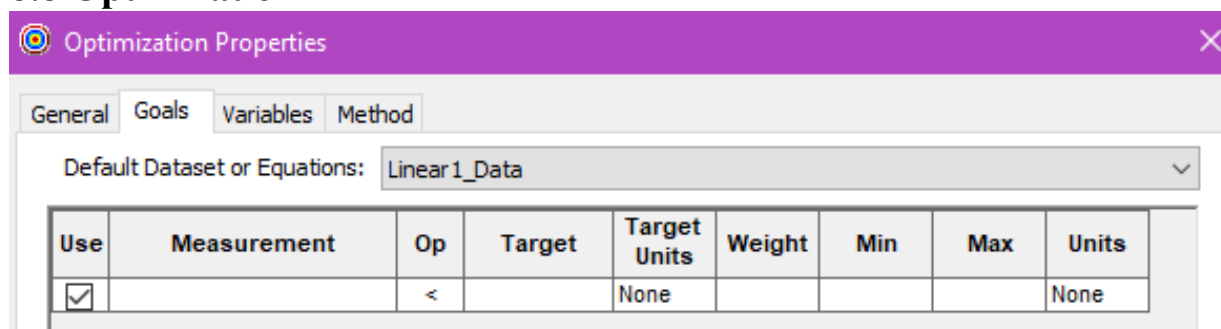 Optimization Properties
General Goals Variables Method
Default Dataset or Equations: Linear1_Data
Use Measurement Op Target Target Units Weight Min Max Units
< None None